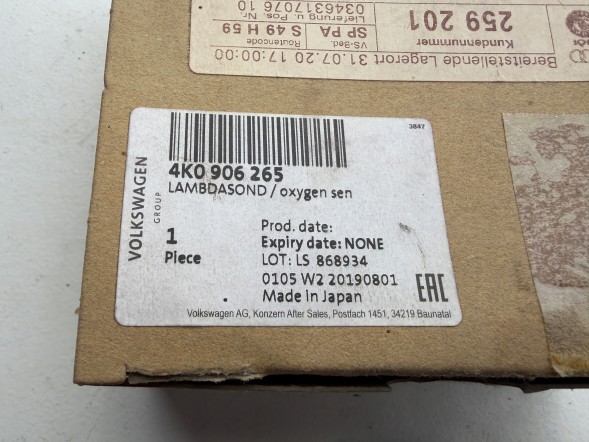 Bereitstellende Lagerort 31.07.20 17:00:00
Kundennummer
259 201
VS-Bed.
SP PA
Routencode
S 49 H 59
Lieferung u. Pos. Nr.
0346317076 10
3847
4K0 906 265
LAMBDASOND / oxygen sen
VOLKSWAGEN
GROUP
1
Piece
Prod. date:
Expiry date: NONE
LOT: LS 868934
0105 W2 20190801
Made in Japan
EAC
Volkswagen AG, Konzern After Sales, Postfach 1451, 34219 Baunatal